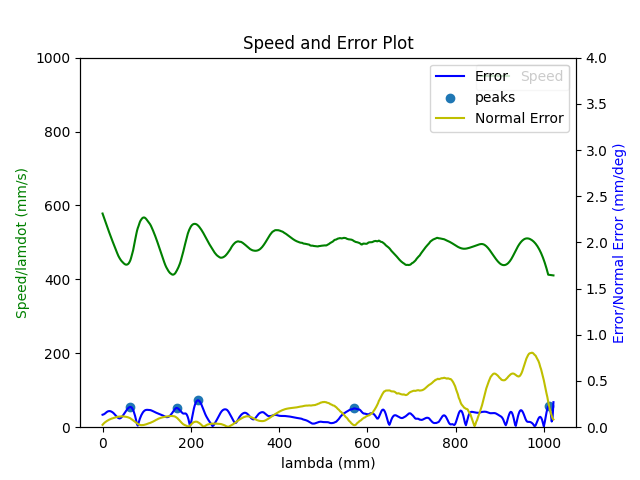 Speed and Error Plot
1000
800
600
400
200
0
Speed/lamdot (mm/s)
4.0
3.5
3.0
2.5
2.0
1.5
1.0
0.5
0.0
Error/Normal Error (mm/deg)
Error
Speed
peaks
Normal Error
0 200 400 600 800 1000
lambda (mm)